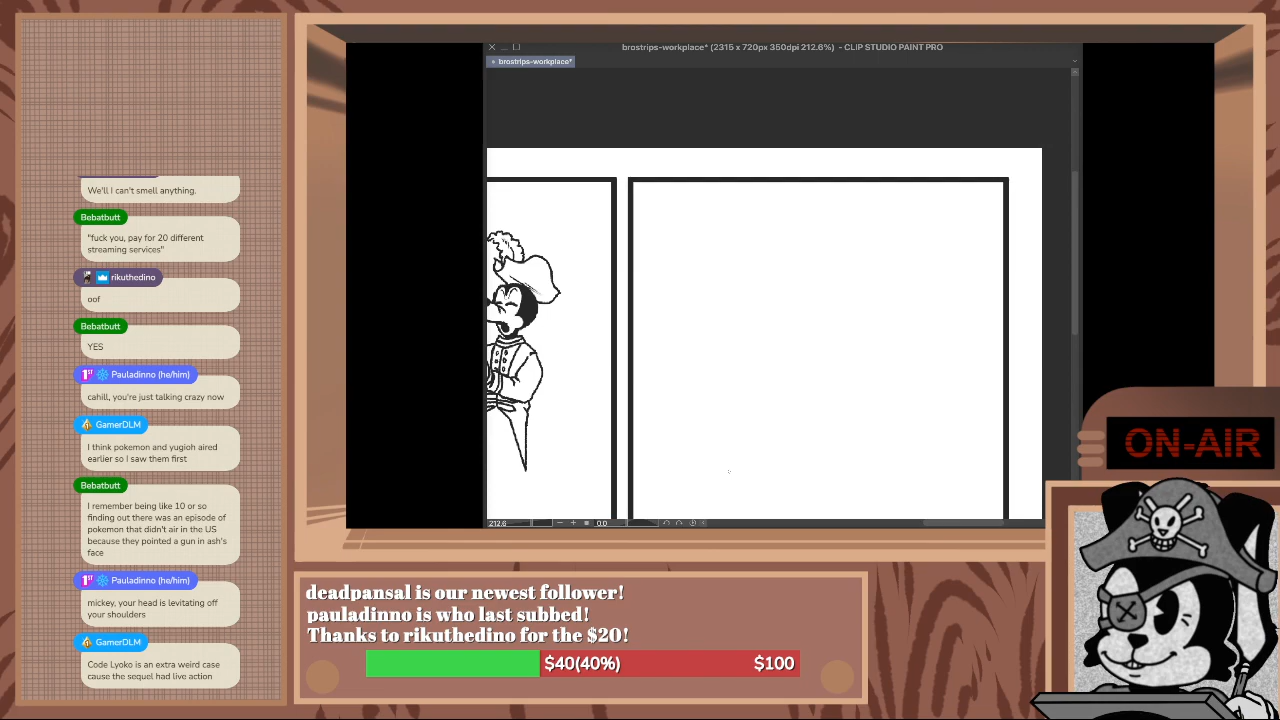 We'll I can't smell anything.
Bebatbutt
"fuck you, pay for 20 different
streaming services"
rikuthedino
oof
Bebatbutt
YES
1ST Pauladinno (he/him)
cahill, you're just talking crazy now
GamerDLM
I think pokemon and yugioh aired
earlier so I saw them first
Bebatbutt
I remember being like 10 or so
finding out there was an episode of
pokemon that didn't air in the US
because they pointed a gun in ash's
face
1ST Pauladinno (he/him)
mickey, your head is levitating off
your shoulders
GamerDLM
Code Lyoko is an extra weird case
cause the sequel had live action
brostrips-workplace* (2315 x 720px 350dpi 212.6%) - CLIP STUDIO PAINT PRO
brostrips-workplace*
212.6
0.0
ON-AIR
deadpansal is our newest follower!
pauladinno is who last subbed!
Thanks to rikuthedino for the $20!
$40(40%)
$100